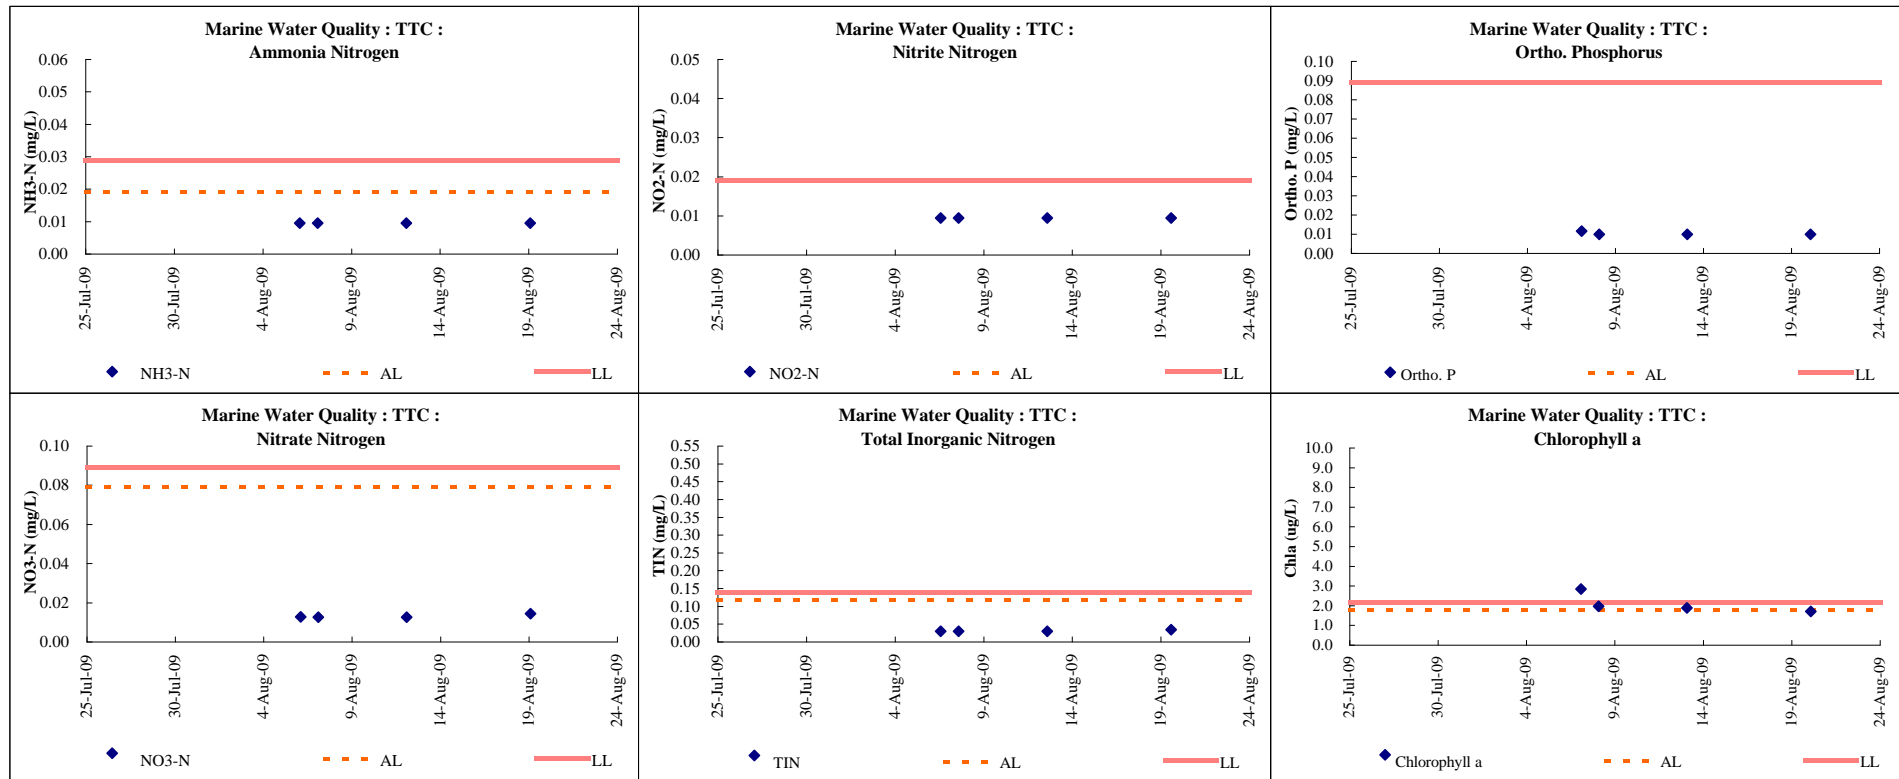 Marine Water Quality : TTC :
Ammonia Nitrogen
NH3-N (mg/L)
0.06
0.05
0.04
0.03
0.02
0.01
0.00
25-Jul-09
30-Jul-09
4-Aug-09
9-Aug-09
14-Aug-09
19-Aug-09
24-Aug-09
NH3-N
AL
LL
Marine Water Quality : TTC :
Nitrite Nitrogen
NO2-N (mg/L)
0.05
0.04
0.03
0.02
0.01
0.00
25-Jul-09
30-Jul-09
4-Aug-09
9-Aug-09
14-Aug-09
19-Aug-09
24-Aug-09
NO2-N
AL
LL
Marine Water Quality : TTC :
Ortho. Phosphorus
Ortho. P (mg/L)
0.10
0.09
0.08
0.07
0.06
0.05
0.04
0.03
0.02
0.01
0.00
25-Jul-09
30-Jul-09
4-Aug-09
9-Aug-09
14-Aug-09
19-Aug-09
24-Aug-09
Ortho. P
AL
LL
Marine Water Quality : TTC :
Nitrate Nitrogen
NO3-N (mg/L)
0.10
0.08
0.06
0.04
0.02
0.00
25-Jul-09
30-Jul-09
4-Aug-09
9-Aug-09
14-Aug-09
19-Aug-09
24-Aug-09
NO3-N
AL
LL
Marine Water Quality : TTC :
Total Inorganic Nitrogen
TIN (mg/L)
0.55
0.50
0.45
0.40
0.35
0.30
0.25
0.20
0.15
0.10
0.05
0.00
25-Jul-09
30-Jul-09
4-Aug-09
9-Aug-09
14-Aug-09
19-Aug-09
24-Aug-09
TIN
AL
LL
Marine Water Quality : TTC :
Chlorophyll a
Chla (ug/L)
10.0
9.0
8.0
7.0
6.0
5.0
4.0
3.0
2.0
1.0
0.0
25-Jul-09
30-Jul-09
4-Aug-09
9-Aug-09
14-Aug-09
19-Aug-09
24-Aug-09
Chlorophyll a
AL
LL